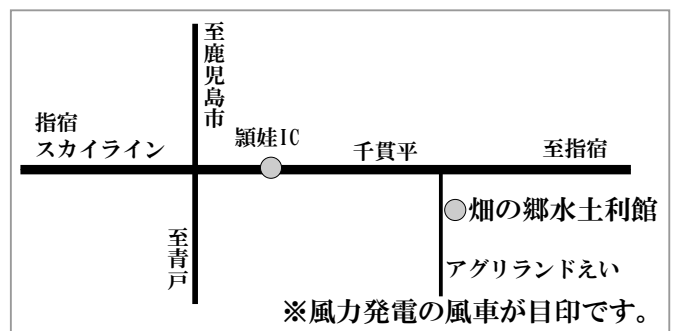 至鹿児島市
指宿
スカイライン
頴娃IC
千貫平
至指宿
畑の郷水土利館
至青戸
アグリランドえい
※風力発電の風車が目印です。